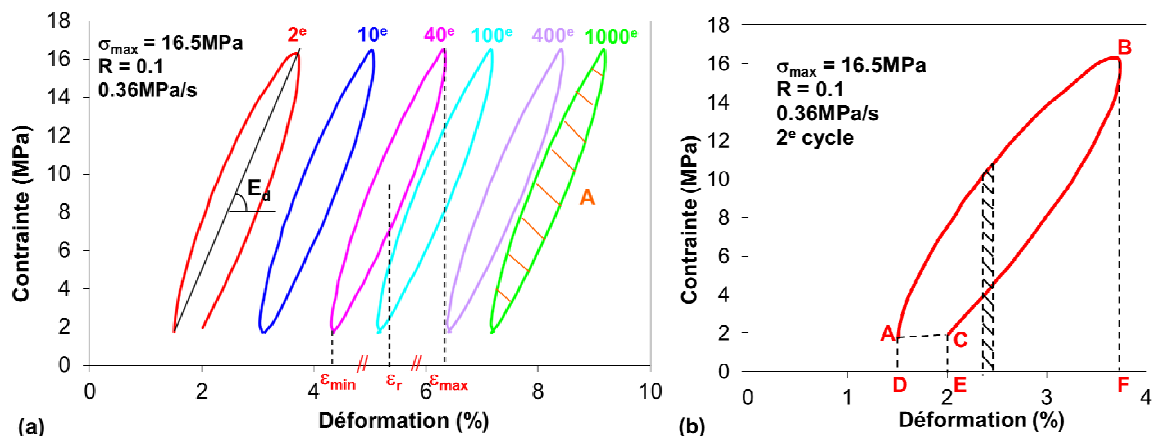 18
16
14
12
10
8
6
4
2
0
Contrainte (MPa)
2e 10e 40e 100e 400e 1000e
σmax = 16.5MPa
R = 0.1
0.36MPa/s
Ed
A
εmin εr εmax
0 2 4 6 8 10
Déformation (%)
(a)
18
16
14
12
10
8
6
4
2
0
Contrainte (MPa)
σmax = 16.5MPa
R = 0.1
0.36MPa/s
2e cycle
B
A
C
D E F
0 1 2 3 4
Déformation (%)
(b)